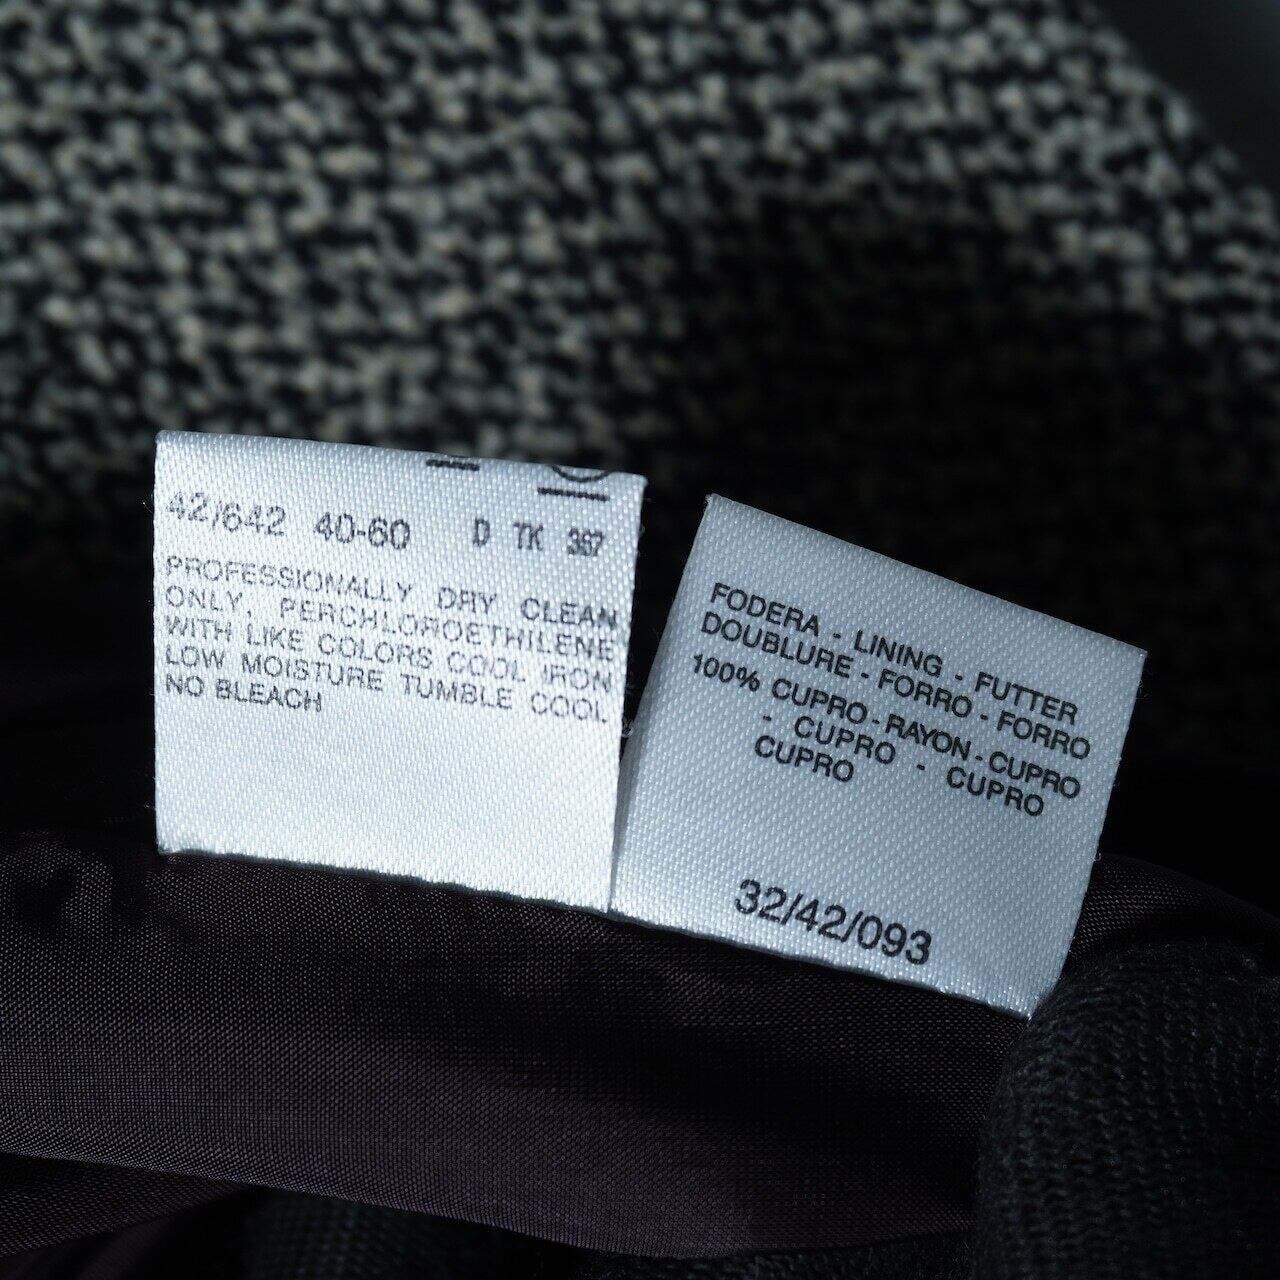 42/642 40-60 D TK 387
PROFESSIONALLY DRY CLEAN
ONLY, PERCHLOROETHILENE
WITH LIKE COLORS COOL IRON
LOW MOISTURE TUMBLE COOL
NO BLEACH
FODERA - LINING - FUTTER
DOUBLURE - FORRO - FORRO
100% CUPRO - RAYON - CUPRO
- CUPRO - CUPRO
CUPRO
32/42/093